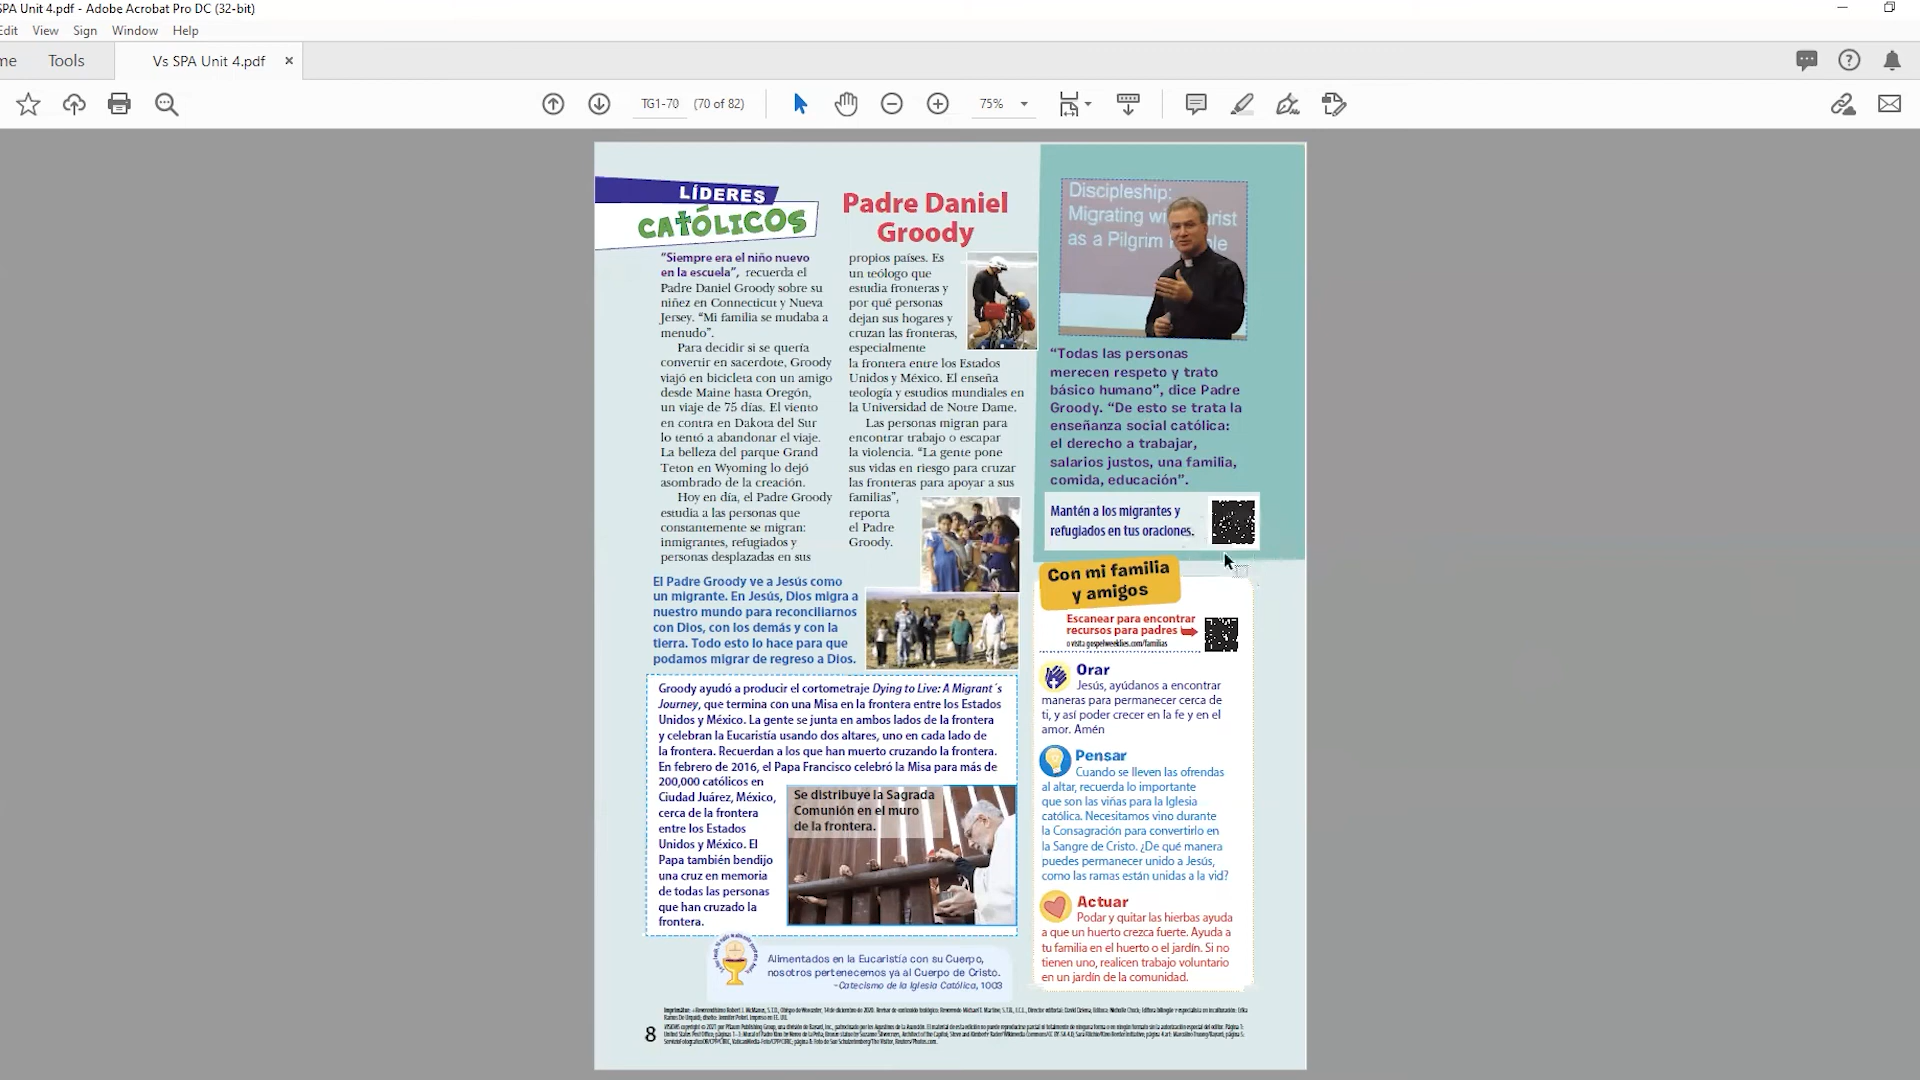 SPA Unit 4.pdf - Adobe Acrobat Pro DC (32-bit)
Edit View Sign Window Help
me Tools Vs SPA Unit 4.pdf ×
TG1-70 (70 of 82) 75%
LÍDERES
CATÓLICOS
Padre Daniel
Groody
"Siempre era el niño nuevo
en la escuela", recuerda el
Padre Daniel Groody sobre su
niñez en Connecticut y Nueva
Jersey. "Mi familia se mudaba a
menudo".
Para decidir si se quería
convertir en sacerdote, Groody
viajó en bicicleta con un amigo
desde Maine hasta Oregón,
un viaje de 75 días. El viento
en contra en Dakota del Sur
lo tentó a abandonar el viaje.
La belleza del parque Grand
Teton en Wyoming lo dejó
asombrado de la creación.
Hoy en día, el Padre Groody
estudia a las personas que
constantemente se migran:
inmigrantes, refugiados y
personas desplazadas en sus
propios países. Es
un teólogo que
estudia fronteras y
por qué personas
dejan sus hogares y
cruzan las fronteras,
especialmente
la frontera entre los Estados
Unidos y México. El enseña
teología y estudios mundiales en
la Universidad de Notre Dame.
Las personas migran para
encontrar trabajo o escapar
la violencia. "La gente pone
sus vidas en riesgo para cruzar
las fronteras para apoyar a sus
familias",
reporta
el Padre
Groody.
El Padre Groody ve a Jesús como
un migrante. En Jesús, Dios migra a
nuestro mundo para reconciliarnos
con Dios, con los demás y con la
tierra. Todo esto lo hace para que
podamos migrar de regreso a Dios.
Groody ayudó a producir el cortometraje Dying to Live: A Migrant´s
Journey, que termina con una Misa en la frontera entre los Estados
Unidos y México. La gente se junta en ambos lados de la frontera
y celebran la Eucaristía usando dos altares, uno en cada lado de
la frontera. Recuerdan a los que han muerto cruzando la frontera.
En febrero de 2016, el Papa Francisco celebró la Misa para más de
200,000 católicos en
Ciudad Juárez, México,
cerca de la frontera
entre los Estados
Unidos y México. El
Papa también bendijo
una cruz en memoria
de todas las personas
que han cruzado la
frontera.
Se distribuye la Sagrada
Comunión en el muro
de la frontera.
Alimentados en la Eucaristía con su Cuerpo,
nosotros pertenecemos ya al Cuerpo de Cristo.
~Catecismo de la Iglesia Católica, 1003
Discipleship:
Migrating
as a Pilgrim
"Todas las personas
merecen respeto y trato
básico humano", dice Padre
Groody. "De esto se trata la
enseñanza social católica:
el derecho a trabajar,
salarios justos, una familia,
comida, educación".
Mantén a los migrantes y
refugiados en tus oraciones.
Con mi familia
y amigos
Escanear para encontrar
recursos para padres
o visita gospelweeklies.com/familias
Orar
Jesús, ayúdanos a encontrar
maneras para permanecer cerca de
ti, y así poder crecer en la fe y en el
amor. Amén
Pensar
Cuando se lleven las ofrendas
al altar, recuerda lo importante
que son las viñas para la Iglesia
católica. Necesitamos vino durante
la Consagración para convertirlo en
la Sangre de Cristo. ¿De qué manera
puedes permanecer unido a Jesús,
como las ramas están unidas a la vid?
Actuar
Podar y quitar las hierbas ayuda
a que un huerto crezca fuerte. Ayuda a
tu familia en el huerto o el jardín. Si no
tienen uno, realicen trabajo voluntario
en un jardín de la comunidad.
8